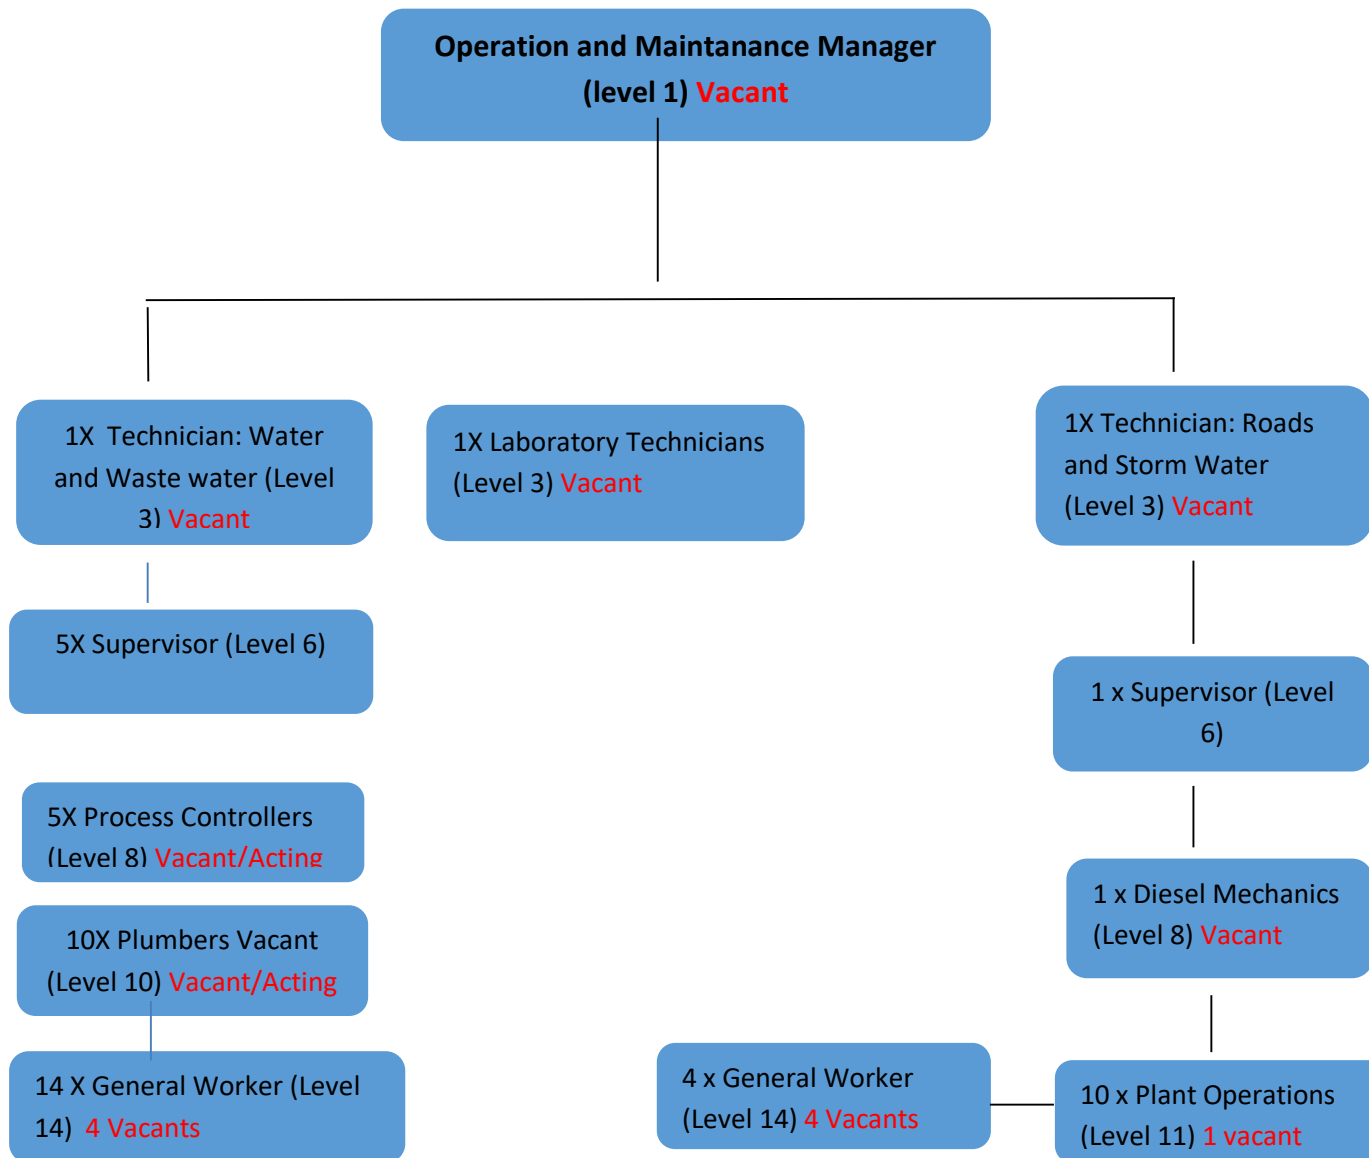 Operation and Maintanance Manager
(level 1) Vacant
1X Technician: Water
and Waste water (Level
3) Vacant
1X Laboratory Technicians
(Level 3) Vacant
1X Technician: Roads
and Storm Water
(Level 3) Vacant
5X Supervisor (Level 6)
1 x Supervisor (Level
6)
5X Process Controllers
(Level 8) Vacant/Acting
1 x Diesel Mechanics
(Level 8) Vacant
10X Plumbers Vacant
(Level 10) Vacant/Acting
14 X General Worker (Level
14) 4 Vacants
4 x General Worker
(Level 14) 4 Vacants
10 x Plant Operations
(Level 11) 1 vacant